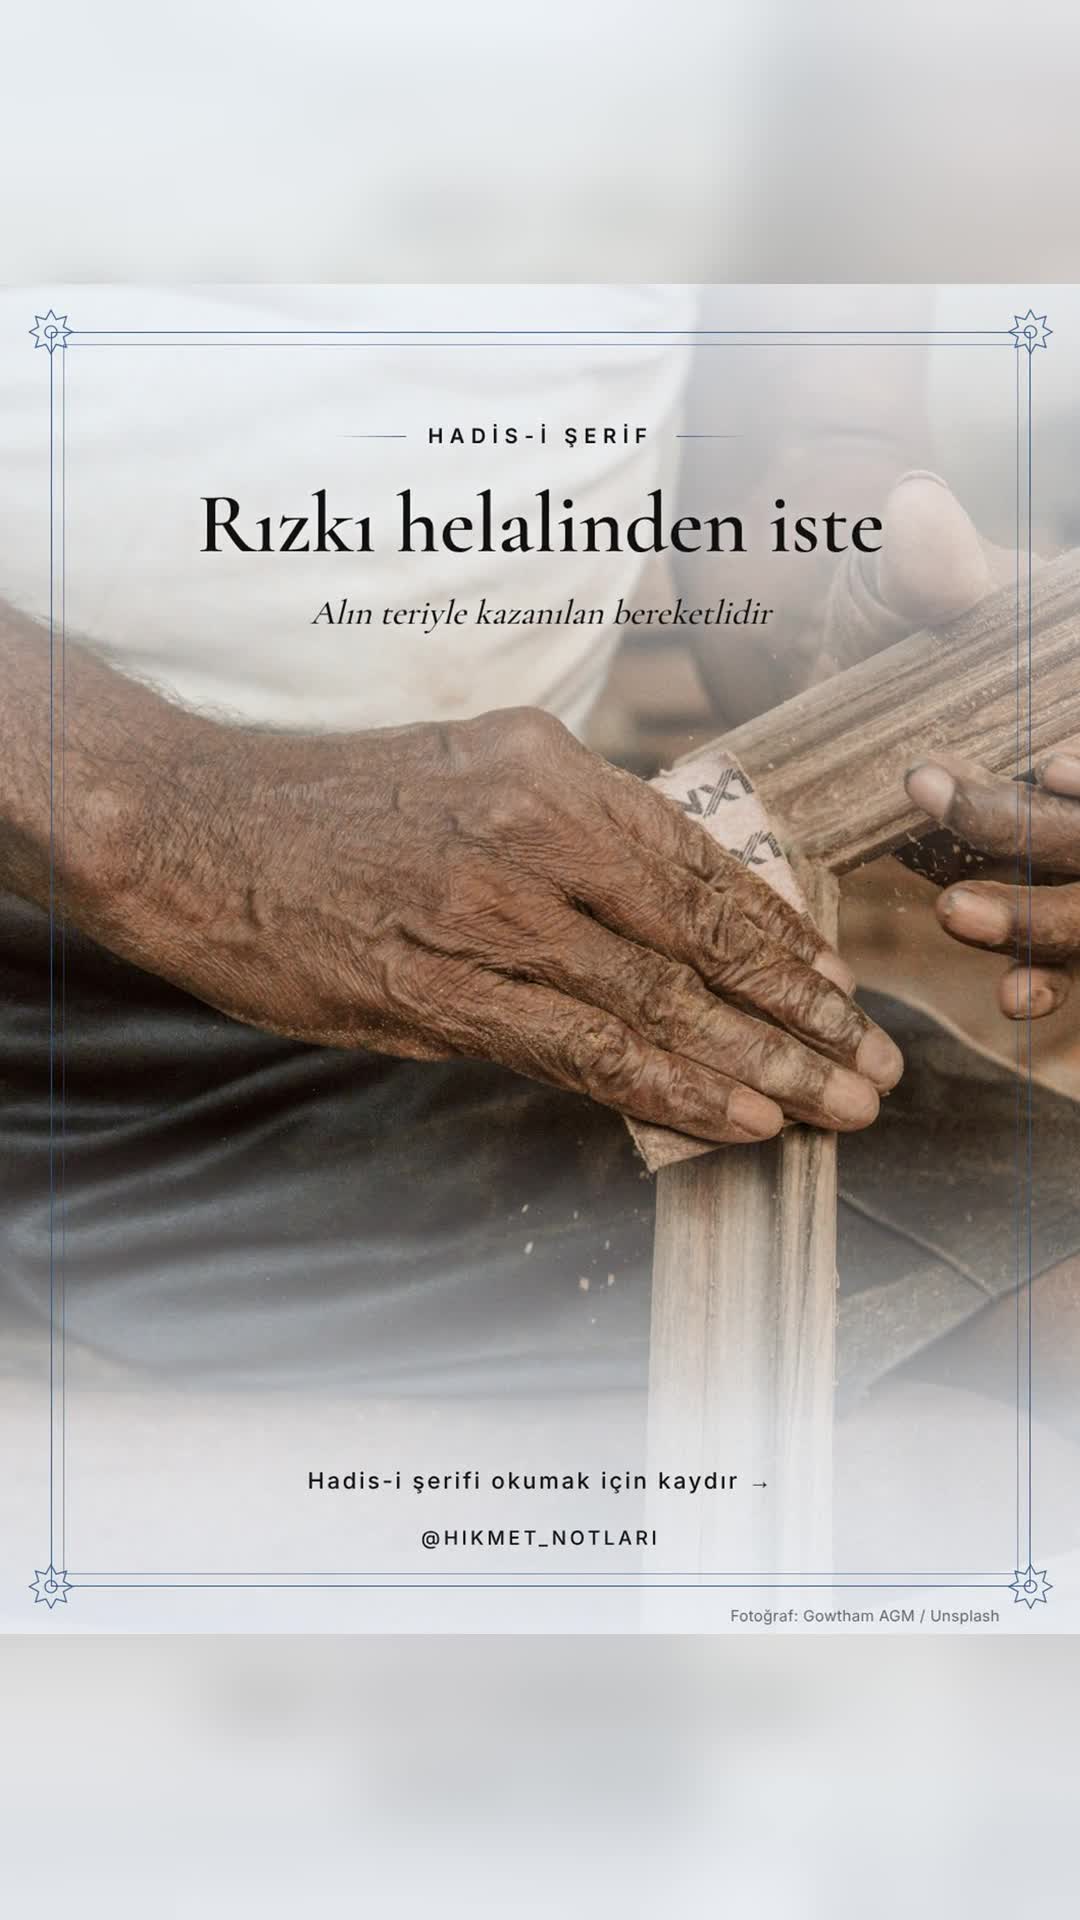 HADİS-İ ŞERİF
Rızkı helalinden iste
Alın teriyle kazanılan bereketlidir
Hadis-i şerifi okumak için kaydır →
@HIKMET_NOTLARI
Fotoğraf: Gowtham AGM / Unsplash